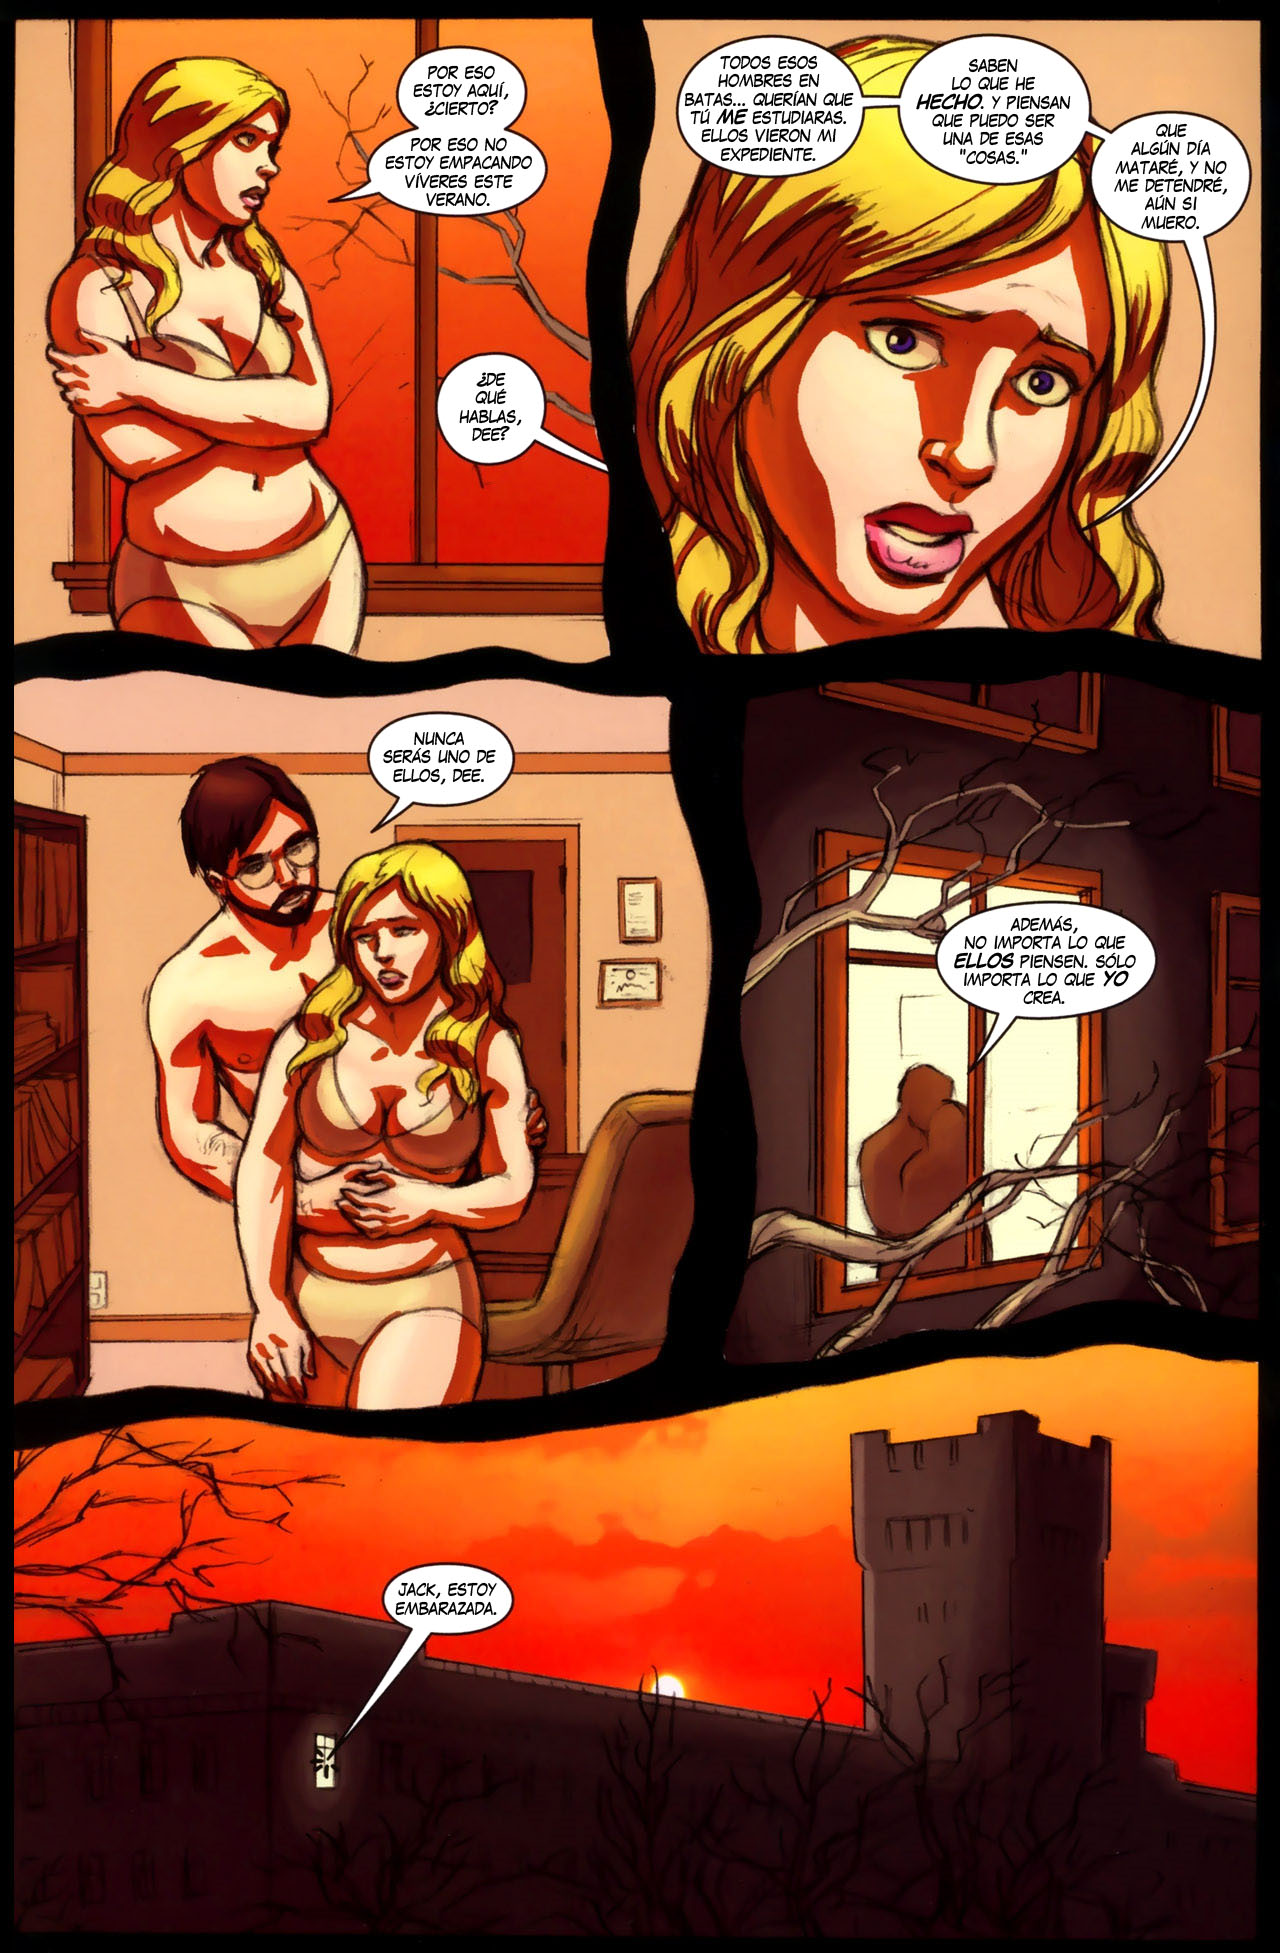 POR ESO
ESTOY AQUÍ,
¿CIERTO?
POR ESO NO
ESTOY EMPACANDO
VÍVERES ESTE
VERANO.
¿DE
QUÉ
HABLAS,
DEE?
TODOS ESOS
HOMBRES EN
BATAS... QUERÍAN QUE
TÚ ME ESTUDIARAS.
ELLOS VIERON MI
EXPEDIENTE.
SABEN
LO QUE HE
HECHO. Y PIENSAN
QUE PUEDO SER
UNA DE ESAS
"COSAS."
QUE
ALGÚN DÍA
MATARÉ, Y NO
ME DETENDRÉ,
AÚN SI
MUERO.
NUNCA
SERÁS UNO DE
ELLOS, DEE.
ADEMÁS,
NO IMPORTA LO QUE
ELLOS PIENSEN. SÓLO
IMPORTA LO QUE YO
CREA.
JACK, ESTOY
EMBARAZADA.